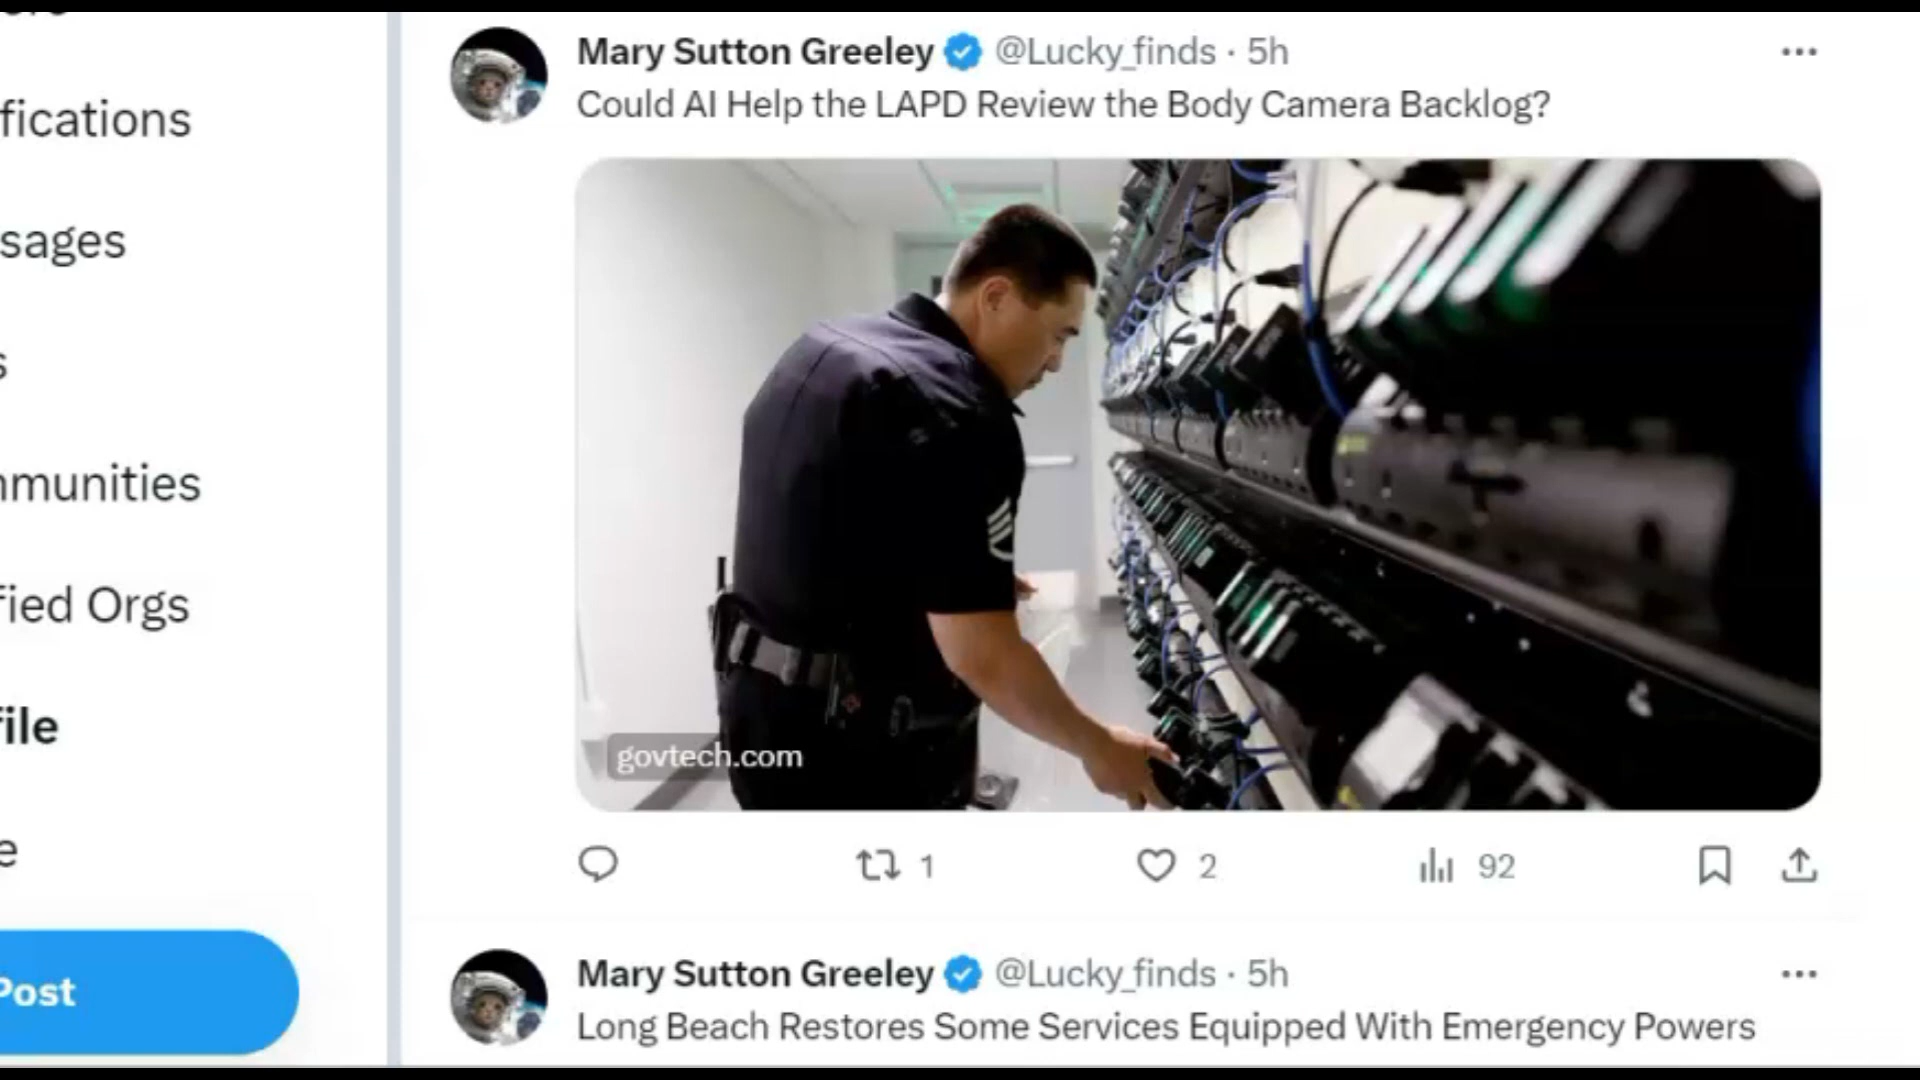 fications
sages
s
munities
fied Orgs
file
e
Post
Mary Sutton Greeley @Lucky_finds · 5h
Could AI Help the LAPD Review the Body Camera Backlog?
govtech.com
1
2
92
Mary Sutton Greeley @Lucky_finds · 5h
Long Beach Restores Some Services Equipped With Emergency Powers